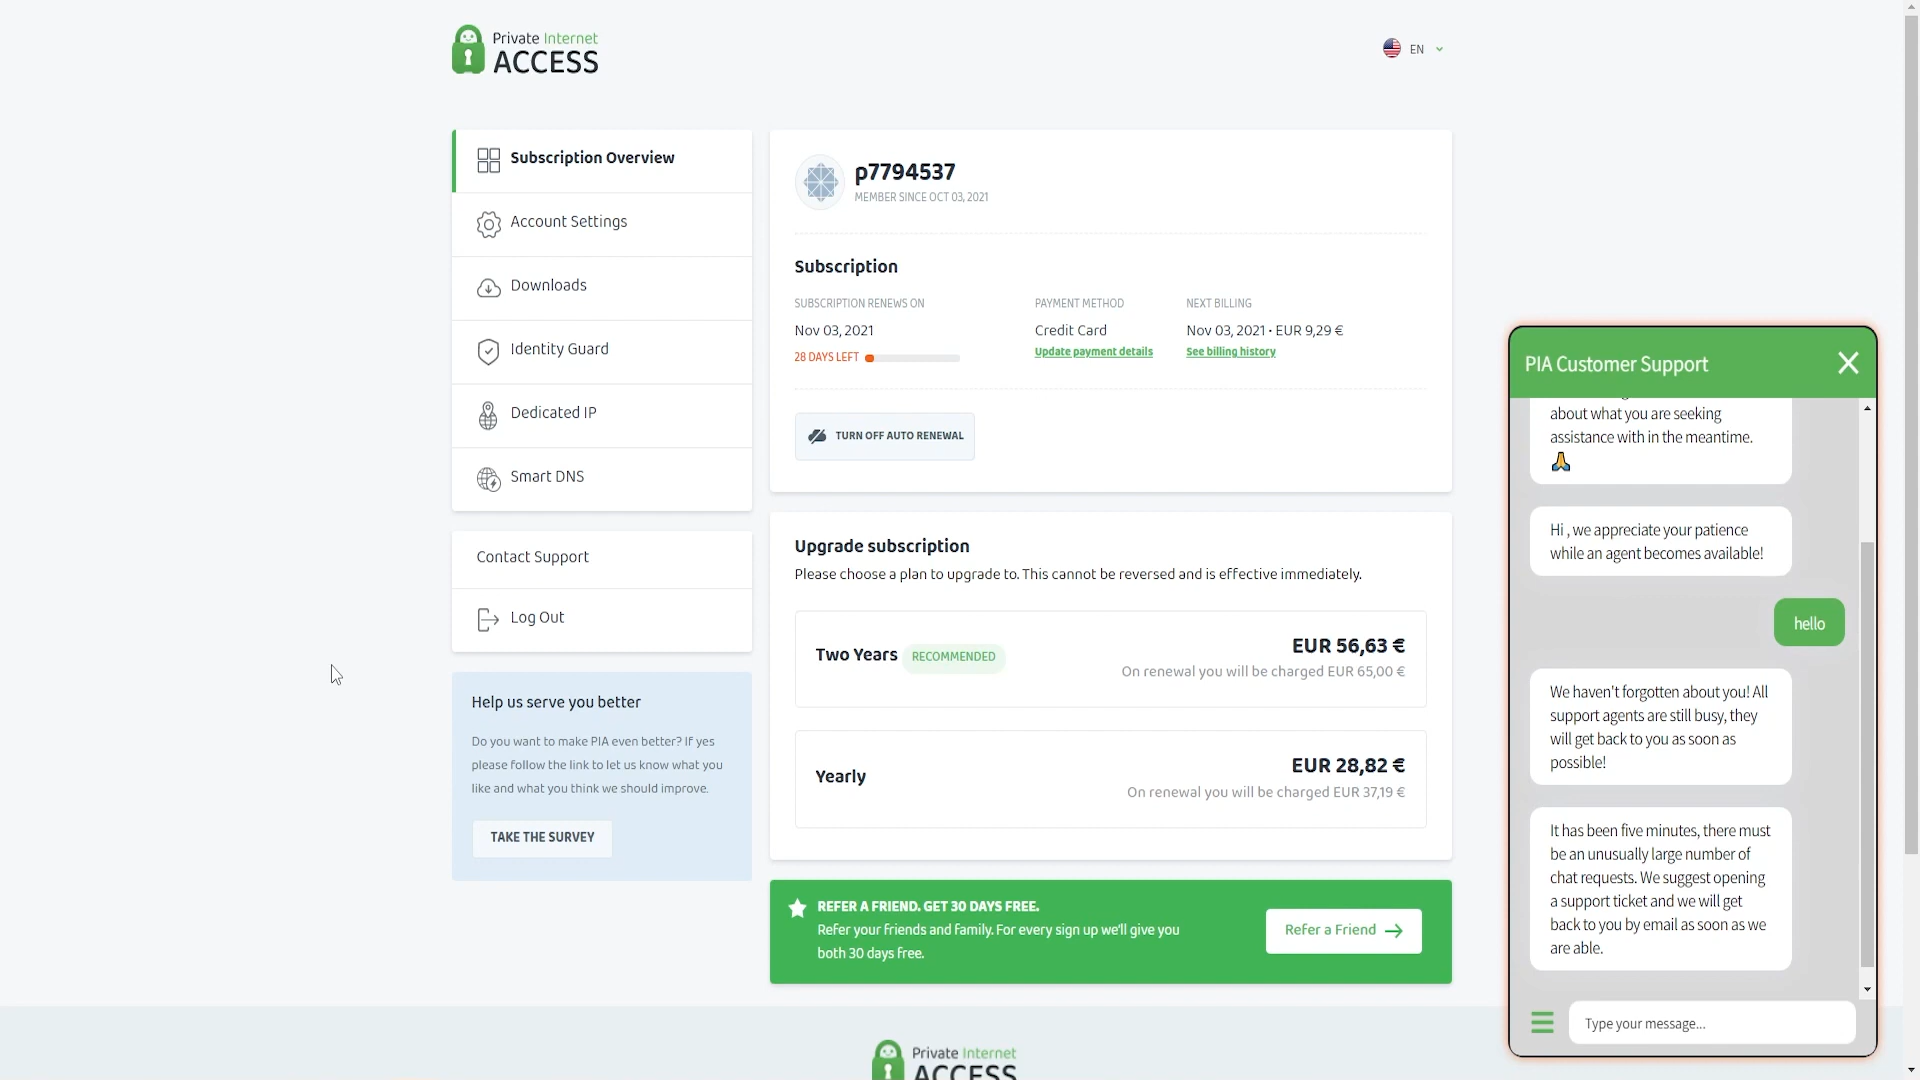 Private Internet
ACCESS
EN
Subscription Overview
Account Settings
Downloads
Identity Guard
Dedicated IP
Smart DNS
Contact Support
Log Out
Help us serve you better
Do you want to make PIA even better? If yes
please follow the link to let us know what you
like and what you think we should improve.
TAKE THE SURVEY
p7794537
MEMBER SINCE OCT 03, 2021
Subscription
SUBSCRIPTION RENEWS ON
Nov 03, 2021
28 DAYS LEFT
PAYMENT METHOD
Credit Card
Update payment details
NEXT BILLING
Nov 03, 2021 • EUR 9,29 €
See billing history
TURN OFF AUTO RENEWAL
Upgrade subscription
Please choose a plan to upgrade to. This cannot be reversed and is effective immediately.
Two Years RECOMMENDED
EUR 56,63 €
On renewal you will be charged EUR 65,00 €
Yearly
EUR 28,82 €
On renewal you will be charged EUR 37,19 €
REFER A FRIEND. GET 30 DAYS FREE.
Refer your friends and family. For every sign up we'll give you
both 30 days free.
Refer a Friend
Private Internet
ACCESS
PIA Customer Support
about what you are seeking
assistance with in the meantime.
Hi , we appreciate your patience
while an agent becomes available!
hello
We haven't forgotten about you! All
support agents are still busy, they
will get back to you as soon as
possible!
It has been five minutes, there must
be an unusually large number of
chat requests. We suggest opening
a support ticket and we will get
back to you by email as soon as we
are able.
Type your message...